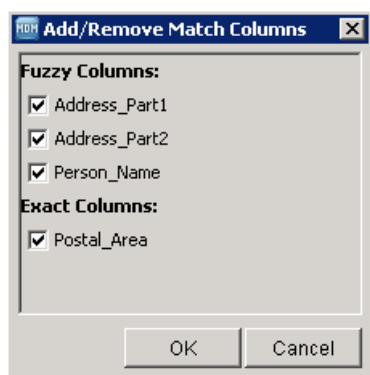 MDM Add/Remove Match Columns
Fuzzy Columns:
Address_Part1
Address_Part2
Person_Name
Exact Columns:
Postal_Area
OK Cancel